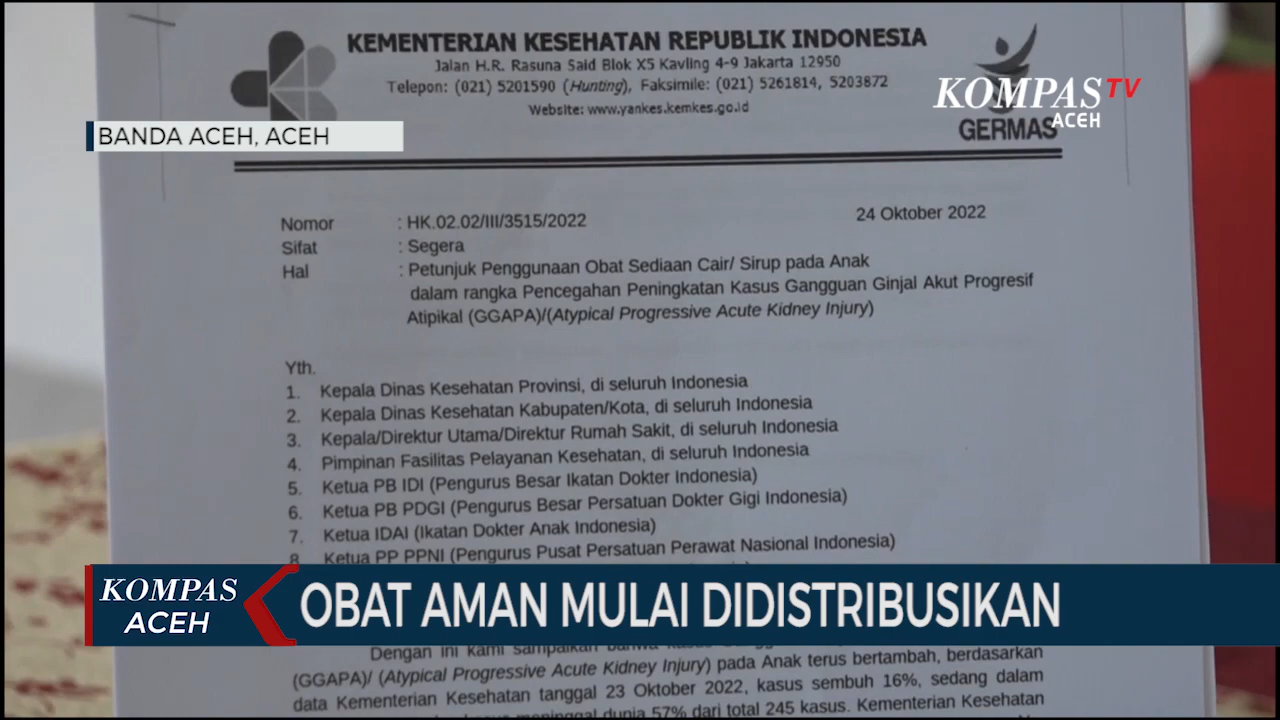 KEMENTERIAN KESEHATAN REPUBLIK INDONESIA
Jalan H.R. Rasuna Said Blok X5 Kavling 4-9 Jakarta 12950
Telepon: (021) 5201590 (Hunting), Faksimile: (021) 5261814, 5203872
Website: www.yankes.kemkes.go.id
GERMAS
KOMPAS TV
ACEH
BANDA ACEH, ACEH
Nomor : HK.02.02/III/3515/2022 24 Oktober 2022
Sifat : Segera
Hal : Petunjuk Penggunaan Obat Sediaan Cair/ Sirup pada Anak
dalam rangka Pencegahan Peningkatan Kasus Gangguan Ginjal Akut Progresif
Atipikal (GGAPA)/(Atypical Progressive Acute Kidney Injury)
Yth.
1. Kepala Dinas Kesehatan Provinsi, di seluruh Indonesia
2. Kepala Dinas Kesehatan Kabupaten/Kota, di seluruh Indonesia
3. Kepala/Direktur Utama/Direktur Rumah Sakit, di seluruh Indonesia
4. Pimpinan Fasilitas Pelayanan Kesehatan, di seluruh Indonesia
5. Ketua PB IDI (Pengurus Besar Ikatan Dokter Indonesia)
6. Ketua PB PDGI (Pengurus Besar Persatuan Dokter Gigi Indonesia)
7. Ketua IDAI (Ikatan Dokter Anak Indonesia)
8. Ketua PP PPNI (Pengurus Pusat Persatuan Perawat Nasional Indonesia)
KOMPAS
ACEH
OBAT AMAN MULAI DIDISTRIBUSIKAN
Dengan ini kami sampaikan bahwa kasus
(GGAPA)/ (Atypical Progressive Acute Kidney Injury) pada Anak terus bertambah, berdasarkan
data Kementerian Kesehatan tanggal 23 Oktober 2022, kasus sembuh 16%, sedang dalam
meninggal dunia 57% dari total 245 kasus. Kementerian Kesehatan